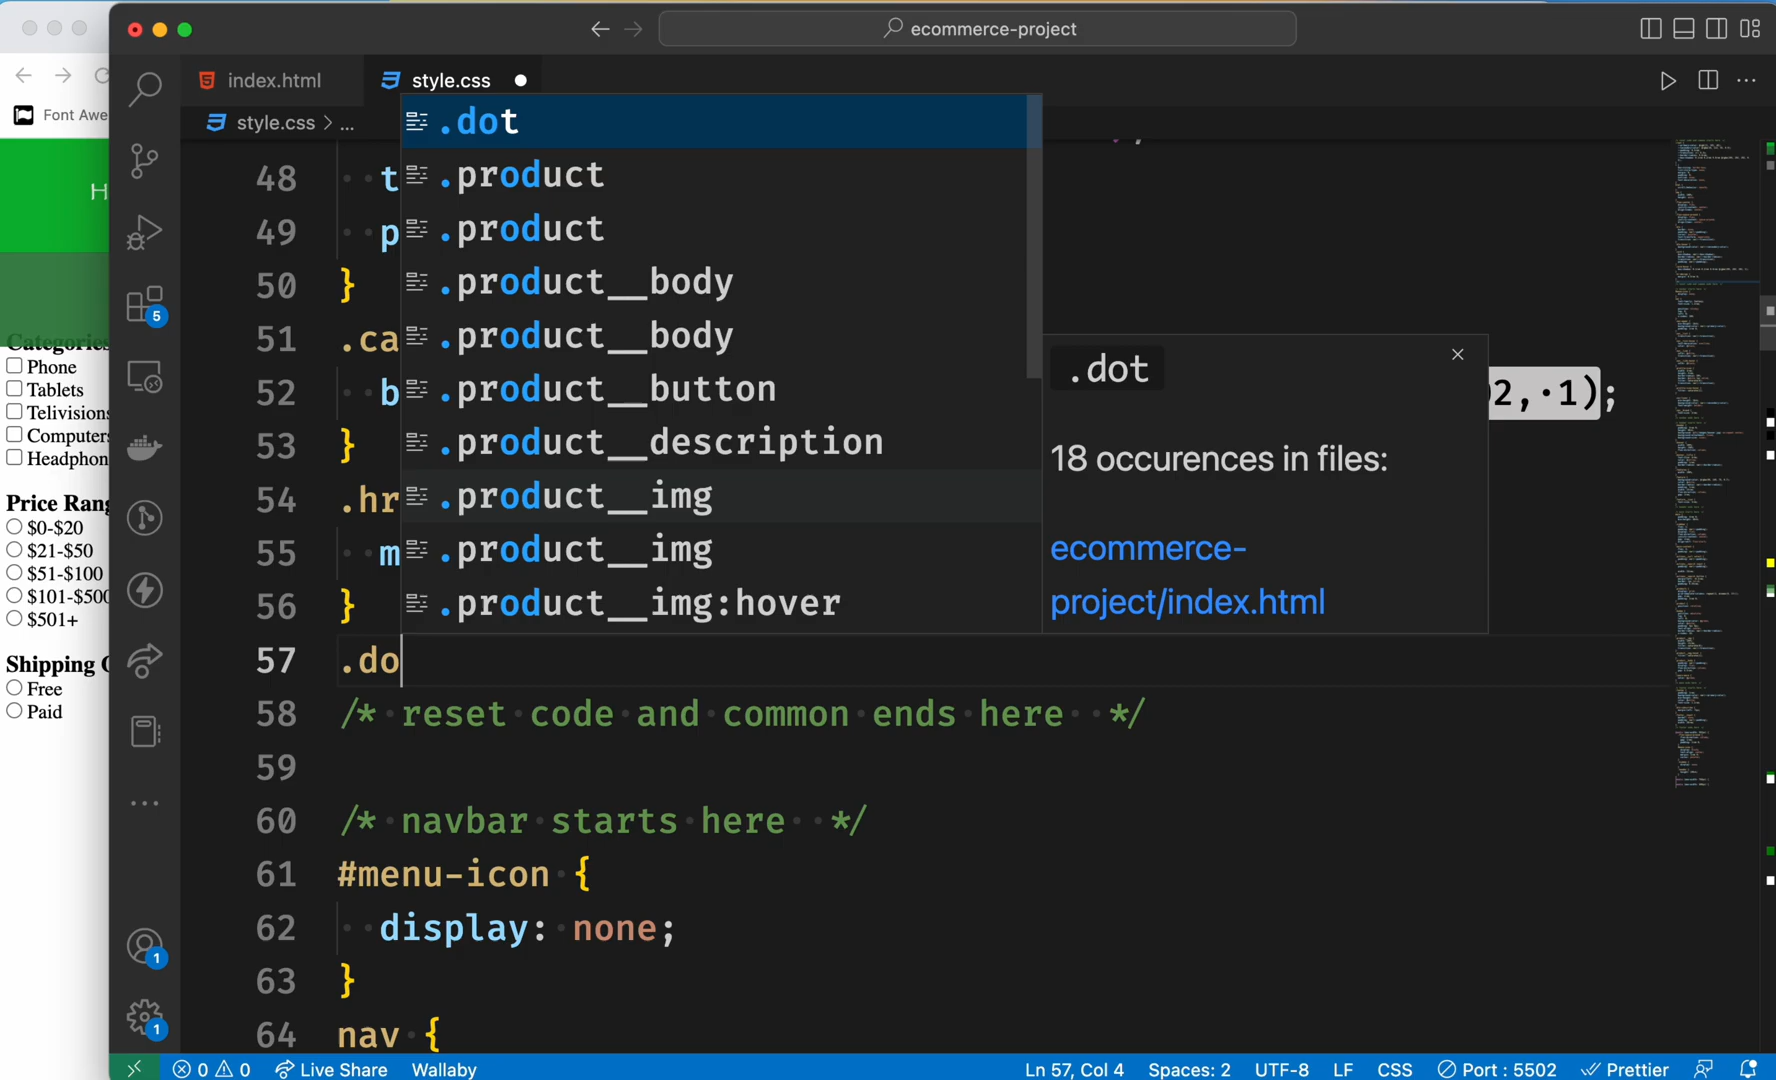 ecommerce-project
index.html
style.css
Font Awe
style.css > ...
H
Categories
Phone
Tablets
Telivisions
Computers
Headphon
Price Rang
$0-$20
$21-$50
$51-$100
$101-$500
$501+
Shipping O
Free
Paid
.dot
.product
.product
.product__body
.product__body
.product__button
.product__description
.product__img
.product__img
.product__img:hover
.dot
18 occurences in files:
ecommerce-
project/index.html
48 t
49 p
50 }
51 .ca
52 b 02, 1);
53 }
54 .hr
55 m
56 }
57 .do
58 /* reset code and common ends here */
59
60 /* navbar starts here */
61 #menu-icon {
62 display: none;
63 }
64 nav {
5
1
1
0 0 Live Share Wallaby Ln 57, Col 4 Spaces: 2 UTF-8 LF CSS Port : 5502 Prettier